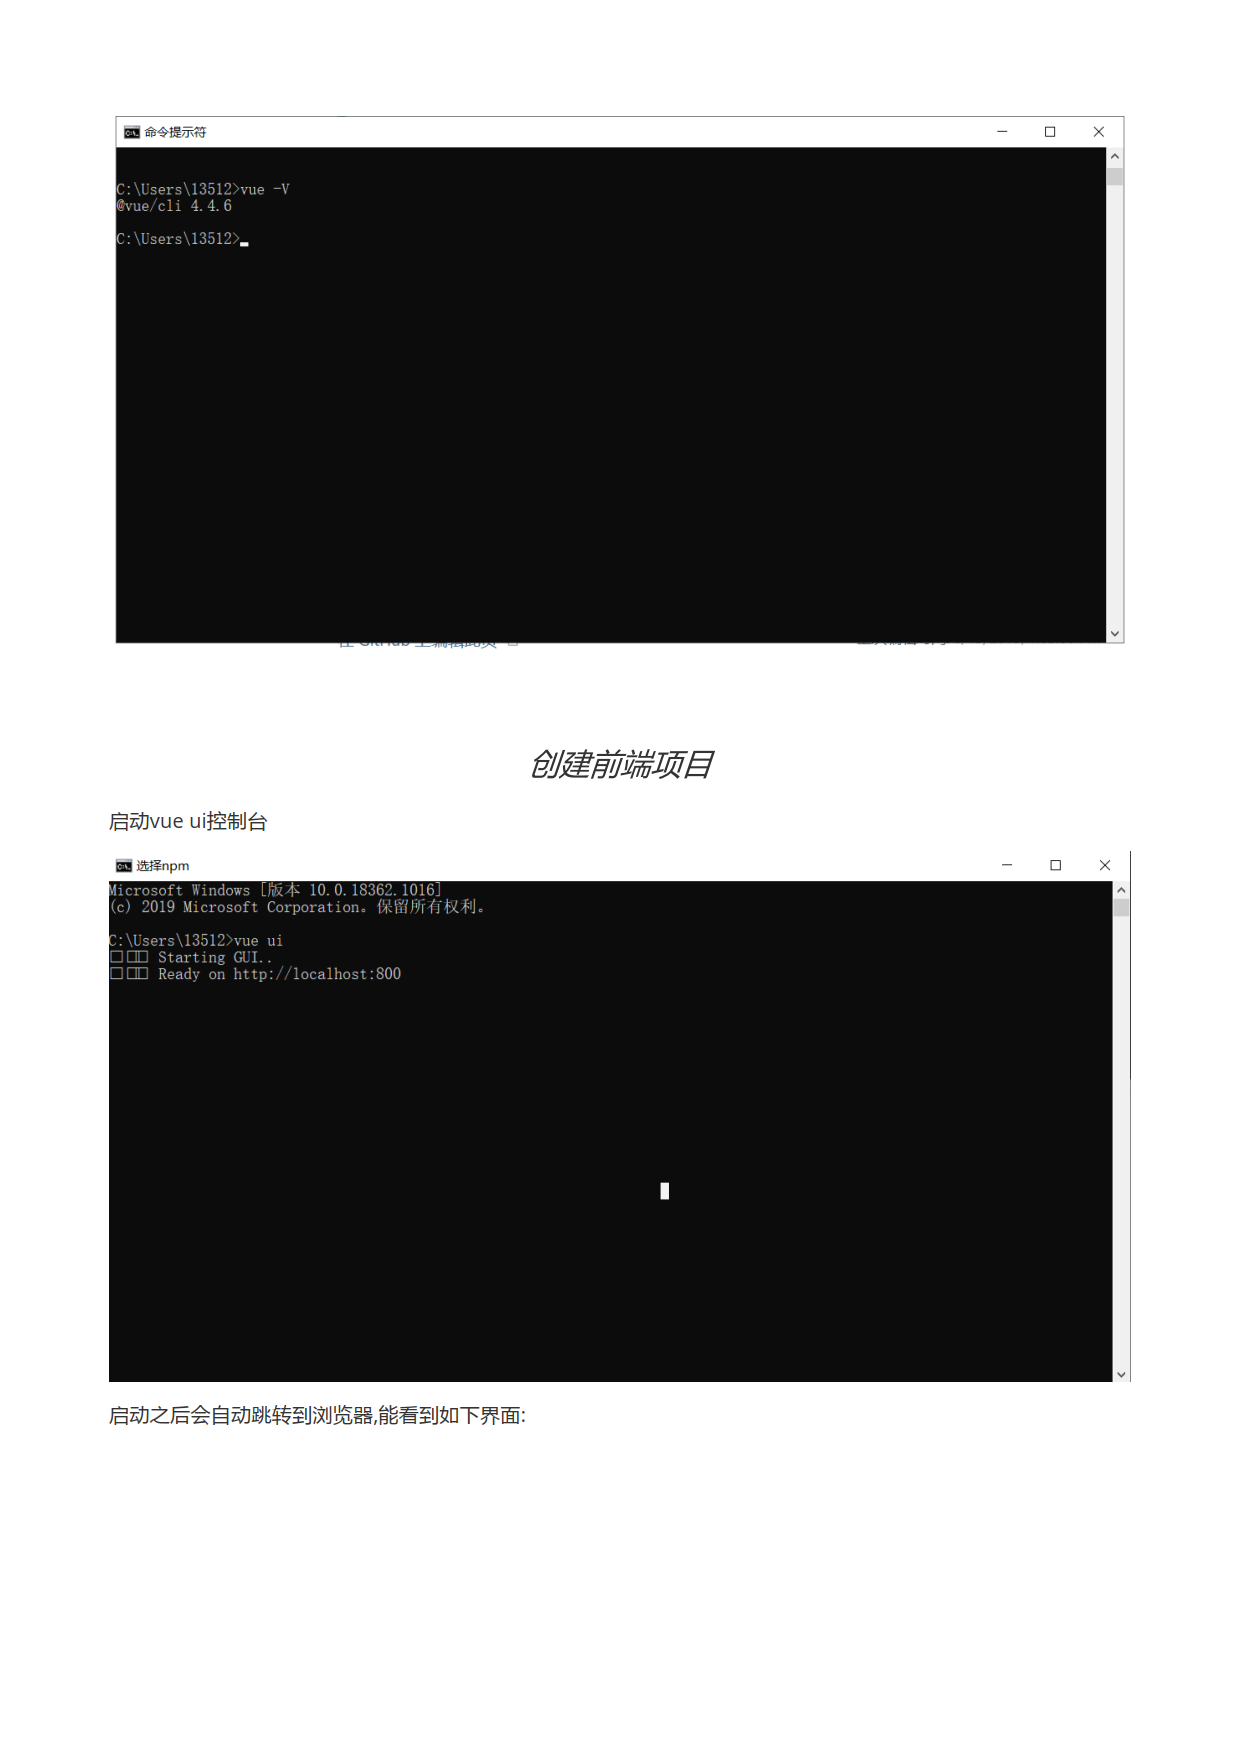 命令提示符
C:\Users\13512>vue -V
@vue/cli 4.4.6
C:\Users\13512>
创建前端项目
启动vue ui控制台
选择npm
Microsoft Windows [版本 10.0.18362.1016]
(c) 2019 Microsoft Corporation。保留所有权利。
C:\Users\13512>vue ui
Starting GUI..
Ready on http://localhost:800
启动之后会自动跳转到浏览器,能看到如下界面: